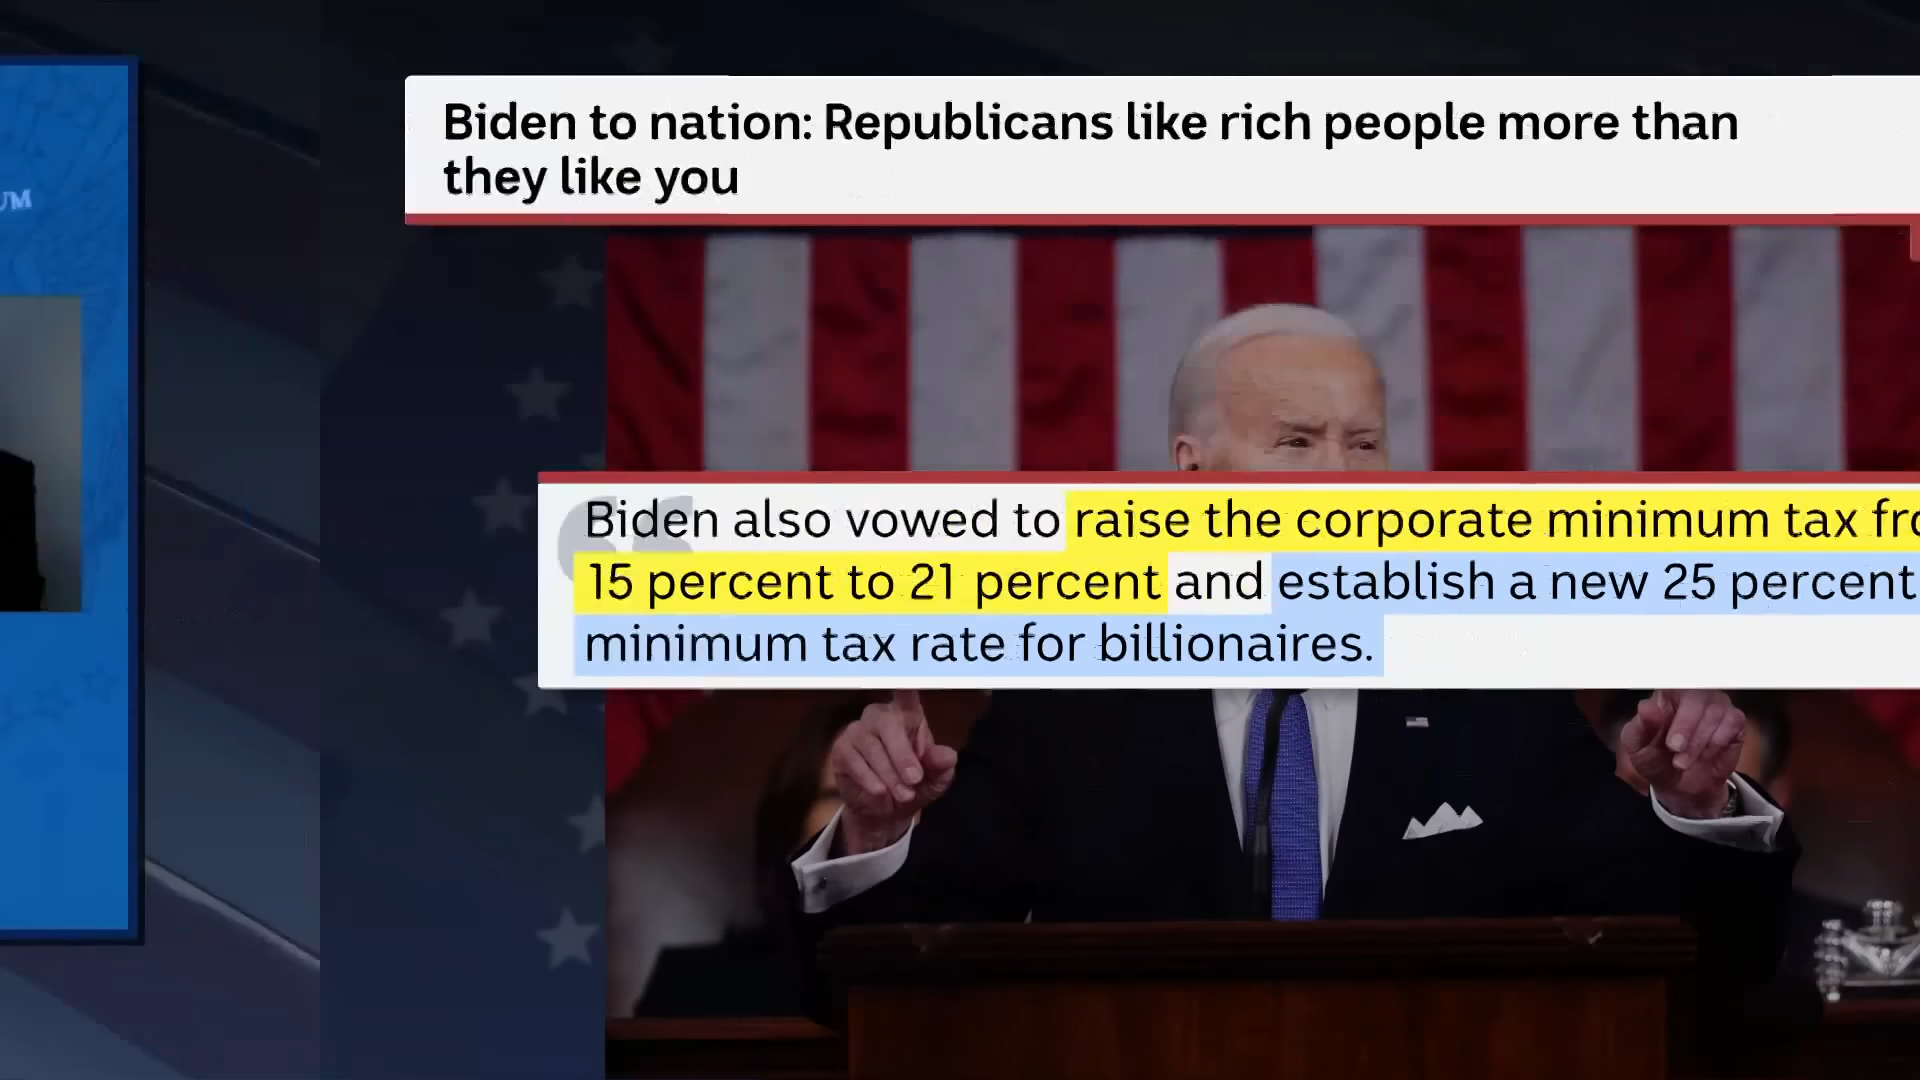 Biden to nation: Republicans like rich people more than
they like you
Biden also vowed to raise the corporate minimum tax
15 percent to 21 percent and establish a new 25 percent
minimum tax rate for billionaires.